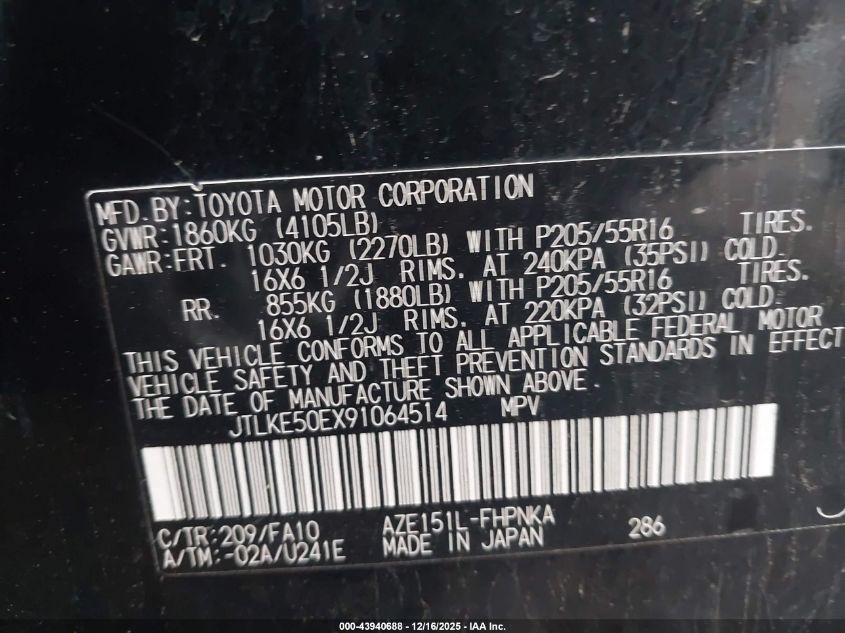 MFD.BY:TOYOTA MOTOR CORPORATION
GVWR:1860KG (4105LB)
GAWR:FRT. 1030KG (2270LB) WITH P205/55R16 TIRES.
16X6 1/2J RIMS. AT 240KPA (35PSI) COLD.
RR. 855KG (1880LB) WITH P205/55R16 TIRES.
16X6 1/2J RIMS. AT 220KPA (32PSI) COLD.
THIS VEHICLE CONFORMS TO ALL APPLICABLE FEDERAL MOTOR
VEHICLE SAFETY AND THEFT PREVENTION STANDARDS IN EFFECT
THE DATE OF MANUFACTURE SHOWN ABOVE.
JTLKE50EX91064514 MPV
C/TR:209/FA10 AZE151L-FHPNKA 286
A/TM:-02A/U241E MADE IN JAPAN
000-43940688 - 12/16/2025 - IAA Inc.